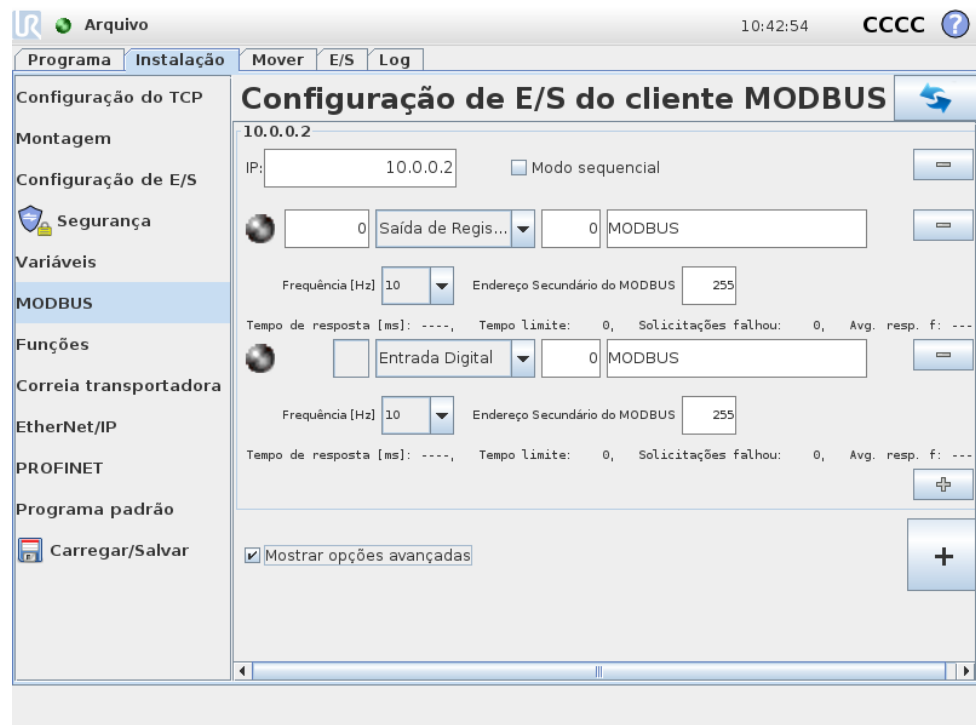 UR Arquivo 10:42:54 CCCC ?
Programa Instalação Mover E/S Log
Configuração do TCP
Montagem
Configuração de E/S
Segurança
Variáveis
MODBUS
Funções
Correia transportadora
EtherNet/IP
PROFINET
Programa padrão
Carregar/Salvar
Configuração de E/S do cliente MODBUS
10.0.0.2
IP: 10.0.0.2 Modo sequencial
0 Saída de Regis... 0 MODBUS
Frequência [Hz] 10 Endereço Secundário do MODBUS 255
Tempo de resposta [ms]: ----, Tempo limite: 0, Solicitações falhou: 0, Avg. resp. f: ---
Entrada Digital 0 MODBUS
Frequência [Hz] 10 Endereço Secundário do MODBUS 255
Tempo de resposta [ms]: ----, Tempo limite: 0, Solicitações falhou: 0, Avg. resp. f: ---
Mostrar opções avançadas